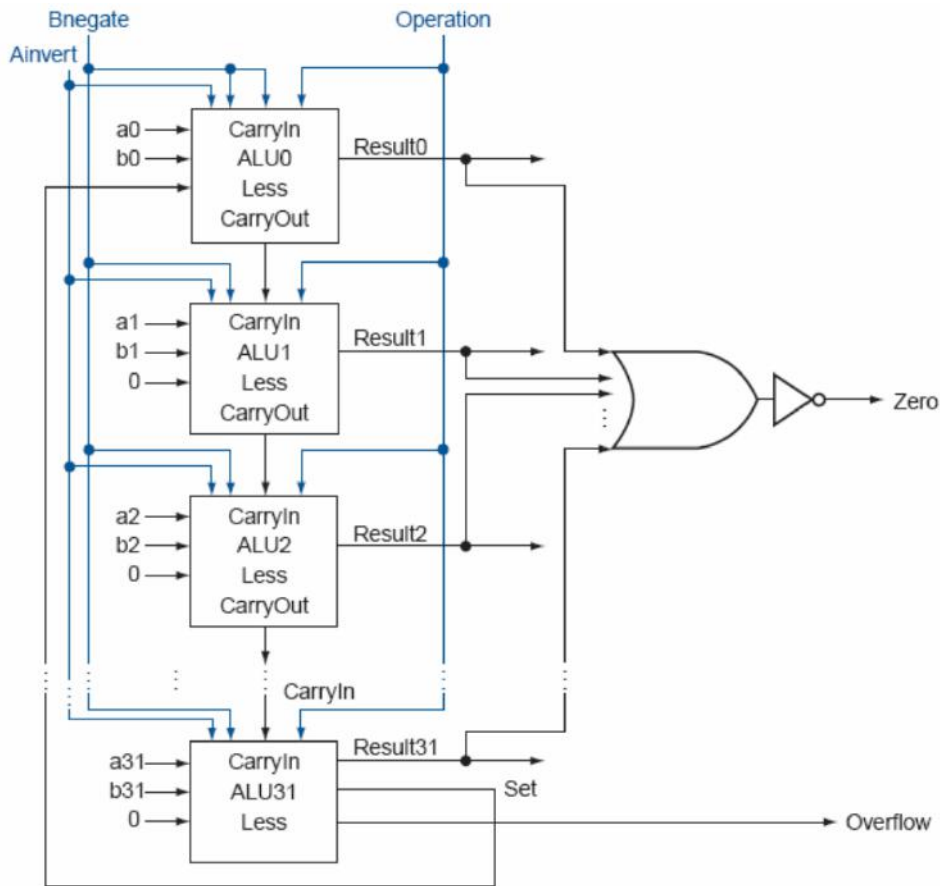 Bnegate
Operation
Ainvert
a0
b0
CarryIn
ALU0
Less
CarryOut
Result0
a1
b1
0
CarryIn
ALU1
Less
CarryOut
Result1
Zero
a2
b2
0
CarryIn
ALU2
Less
CarryOut
Result2
CarryIn
a31
b31
0
CarryIn
ALU31
Less
Result31
Set
Overflow